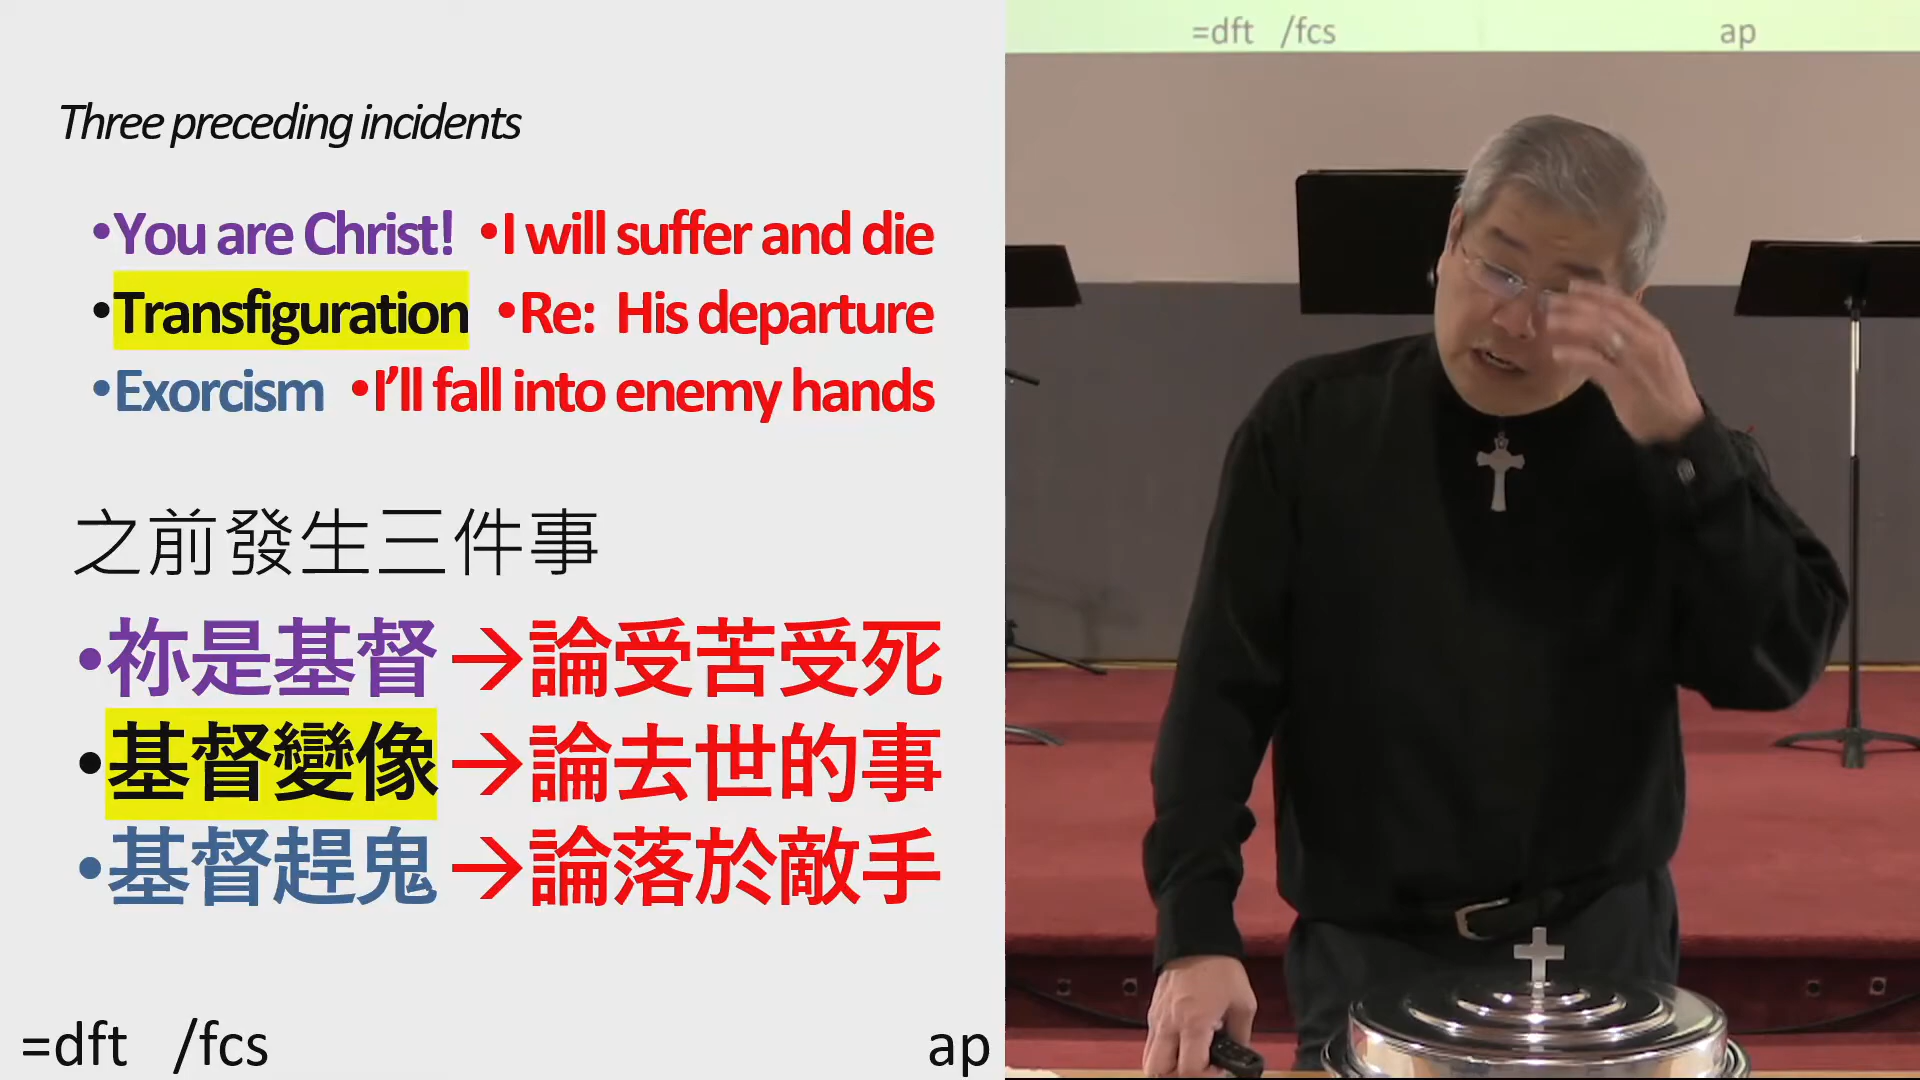 Three preceding incidents
•You are Christ! •I will suffer and die
•Transfiguration •Re: His departure
•Exorcism •I’ll fall into enemy hands
之前發生三件事
•祢是基督→論受苦受死
•基督變像→論去世的事
•基督趕鬼→論落於敵手
=dft /fcs ap
=dft /fcs ap